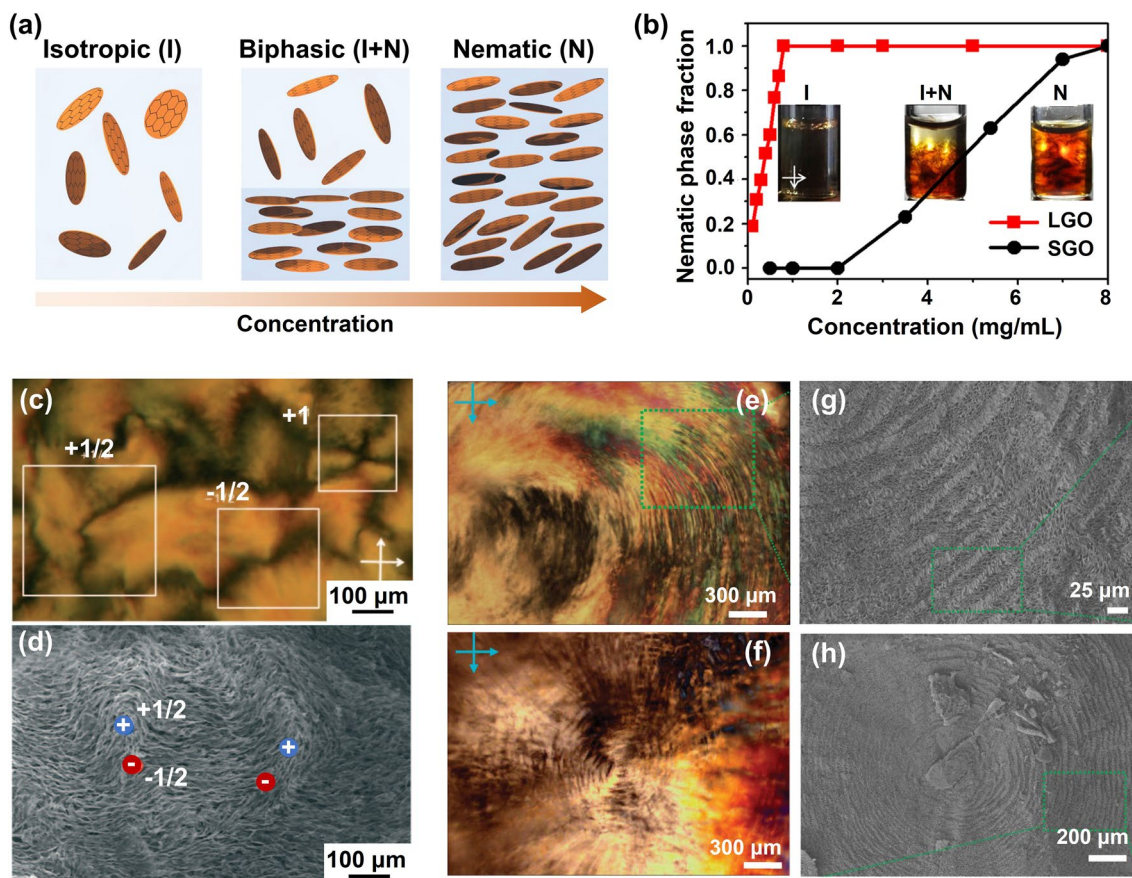 (a)
Isotropic (I)
Biphasic (I+N)
Nematic (N)
Concentration
(b)
Nematic phase fraction
1.0
0.8
0.6
0.4
0.2
0.0
I
I+N
N
LGO
SGO
0
2
4
6
8
Concentration (mg/mL)
(c)
+1/2
-1/2
+1
100 μm
(d)
+
+1/2
-
-1/2
+
-
100 μm
(e)
300 μm
(f)
300 μm
(g)
25 μm
(h)
200 μm